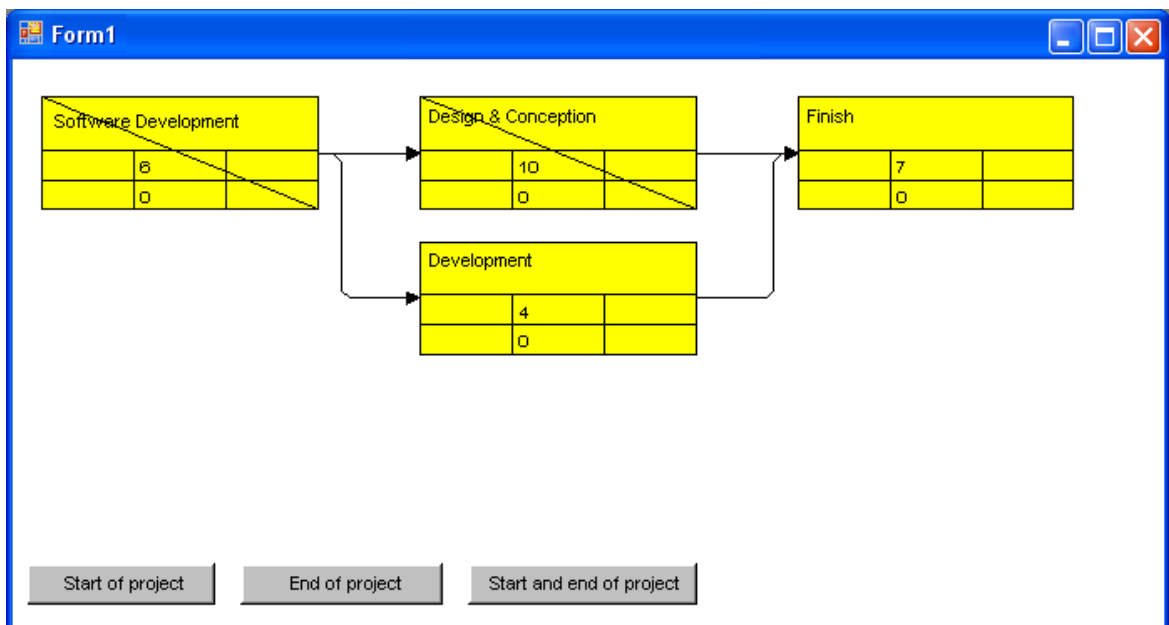 Form1
Software Development
6
0
Design & Conception
10
0
Finish
7
0
Development
4
0
Start of project
End of project
Start and end of project